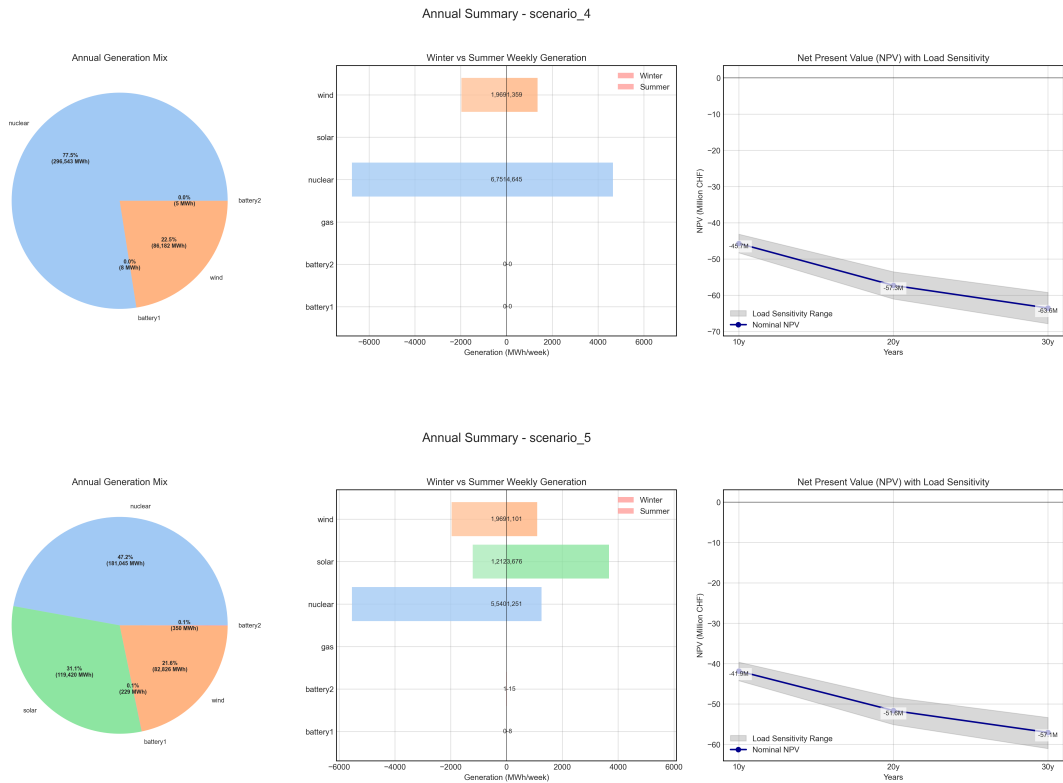 Annual Summary - scenario_4
Annual Generation Mix
nuclear
77.5%
(296,543 MWh)
0.0%
(5 MWh)
battery2
22.5%
(86,182 MWh)
0.0%
(8 MWh)
wind
battery1
Winter vs Summer Weekly Generation
Winter
Summer
wind
1,9691,359
solar
nuclear
6,7514,645
gas
battery2
0-0
battery1
0-0
−6000 −4000 −2000 0 2000 4000 6000
Generation (MWh/week)
Net Present Value (NPV) with Load Sensitivity
NPV (Million CHF)
0
−10
−20
−30
−40
−50
−60
−70
-45.7M
-57.3M
-63.6M
Load Sensitivity Range
Nominal NPV
10y 20y 30y
Years
Annual Summary - scenario_5
Annual Generation Mix
nuclear
47.2%
(181,045 MWh)
0.1%
(350 MWh)
battery2
31.1%
(119,420 MWh)
21.6%
(82,826 MWh)
0.1%
(229 MWh)
wind
solar
battery1
Winter vs Summer Weekly Generation
Winter
Summer
wind
1,9691,101
solar
1,2123,676
nuclear
5,5401,251
gas
battery2
1-15
battery1
0-8
−6000 −4000 −2000 0 2000 4000 6000
Generation (MWh/week)
Net Present Value (NPV) with Load Sensitivity
NPV (Million CHF)
0
−10
−20
−30
−40
−50
−60
-41.9M
-51.6M
-57.1M
Load Sensitivity Range
Nominal NPV
10y 20y 30y
Years